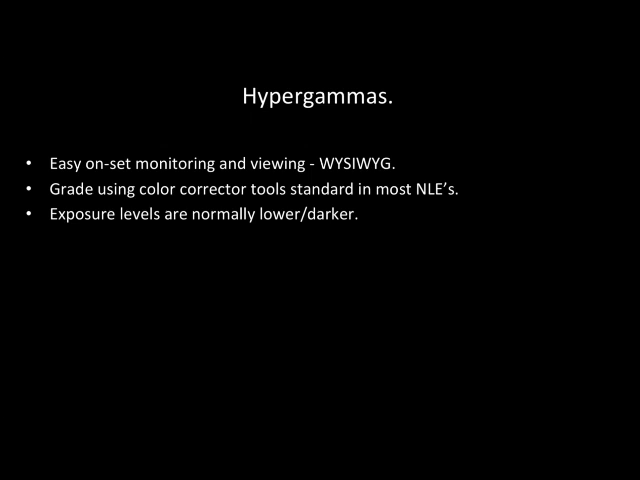 Hypergammas.
• Easy on-set monitoring and viewing - WYSIWYG.
• Grade using color corrector tools standard in most NLE’s.
• Exposure levels are normally lower/darker.